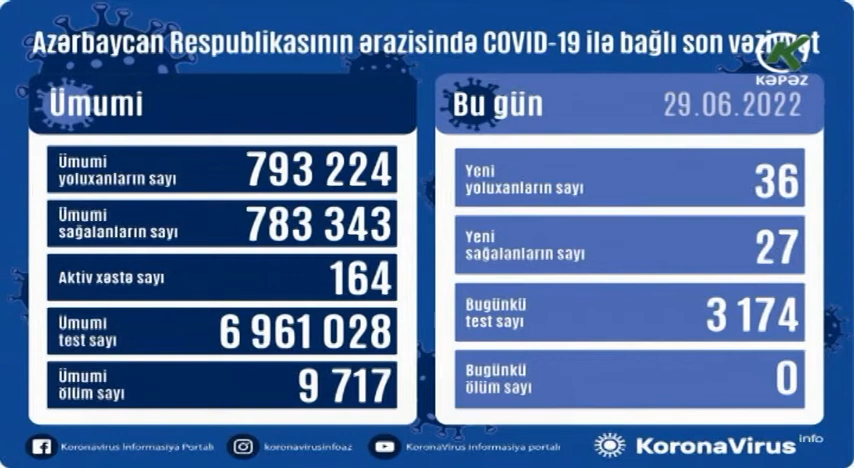 Azərbaycan Respublikasının ərazisində COVID-19 ilə bağlı son vəziyyət
KƏPƏZ
Ümumi
Ümumi
yoluxanların sayı
793 224
Ümumi
sağalanların sayı
783 343
Aktiv xəstə sayı
164
Ümumi
test sayı
6 961 028
Ümumi
ölüm sayı
9 717
Bu gün
29.06.2022
Yeni
yoluxanların sayı
36
Yeni
sağalanların sayı
27
Bugünkü
test sayı
3 174
Bugünkü
ölüm sayı
0
Koronavirus İnformasiya Portalı
koronavirusinfoaz
KoronaVirus informasiya portalı
KoronaVirus info